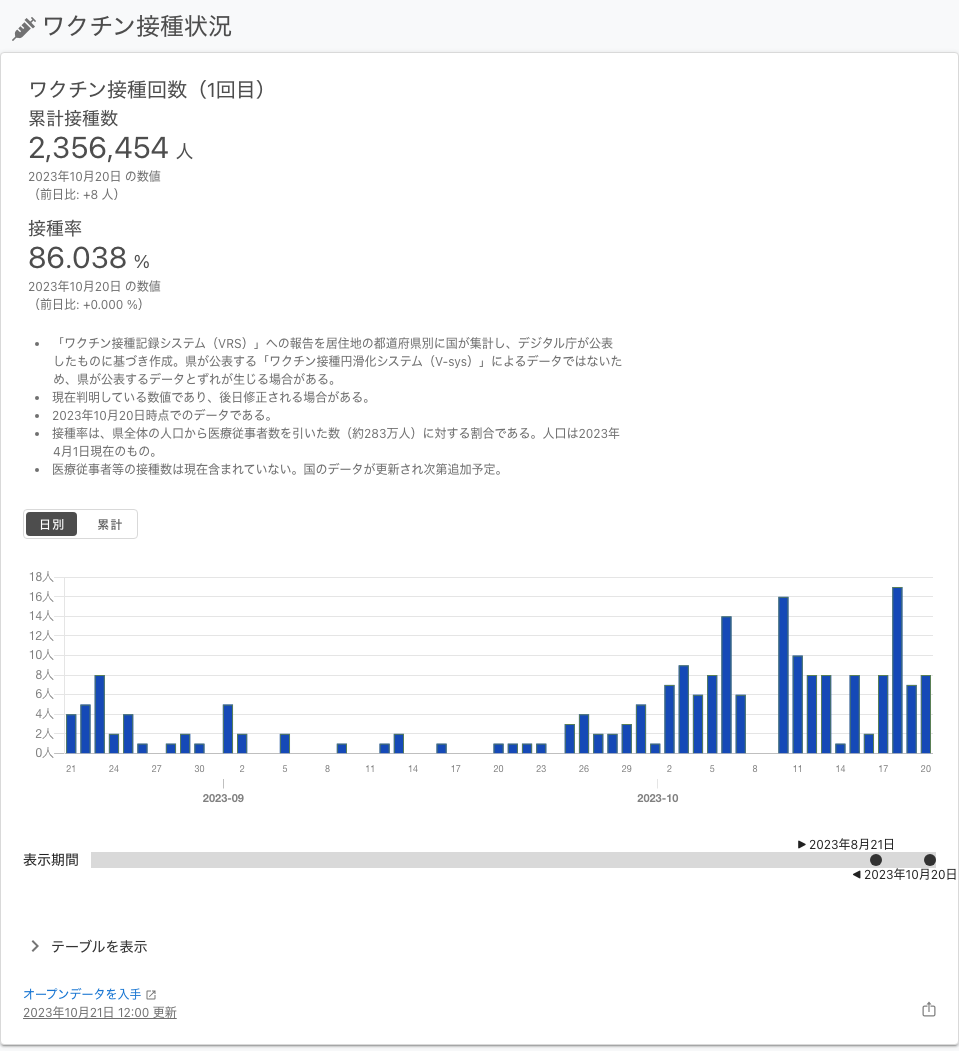 ワクチン接種状況
ワクチン接種回数（1回目）
累計接種数
2,356,454 人
2023年10月20日 の数値
（前日比: +8 人）
接種率
86.038 %
2023年10月20日 の数値
（前日比: +0.000 %）
• 「ワクチン接種記録システム（VRS）」への報告を居住地の都道府県別に国が集計し、デジタル庁が公表
したものに基づき作成。県が公表する「ワクチン接種円滑化システム（V-sys）」によるデータではないた
め、県が公表するデータとずれが生じる場合がある。
• 現在判明している数値であり、後日修正される場合がある。
• 2023年10月20日時点でのデータである。
• 接種率は、県全体の人口から医療従事者数を引いた数（約283万人）に対する割合である。人口は2023年
4月1日現在のもの。
• 医療従事者等の接種数は現在含まれていない。国のデータが更新され次第追加予定。
日別 累計
18人
16人
14人
12人
10人
8人
6人
4人
2人
0人
21 24 27 30 2 5 8 11 14 17 20 23 26 29 2 5 8 11 14 17 20
2023-09 2023-10
▶ 2023年8月21日
表示期間
◀ 2023年10月20日
テーブルを表示
オープンデータを入手
2023年10月21日 12:00 更新